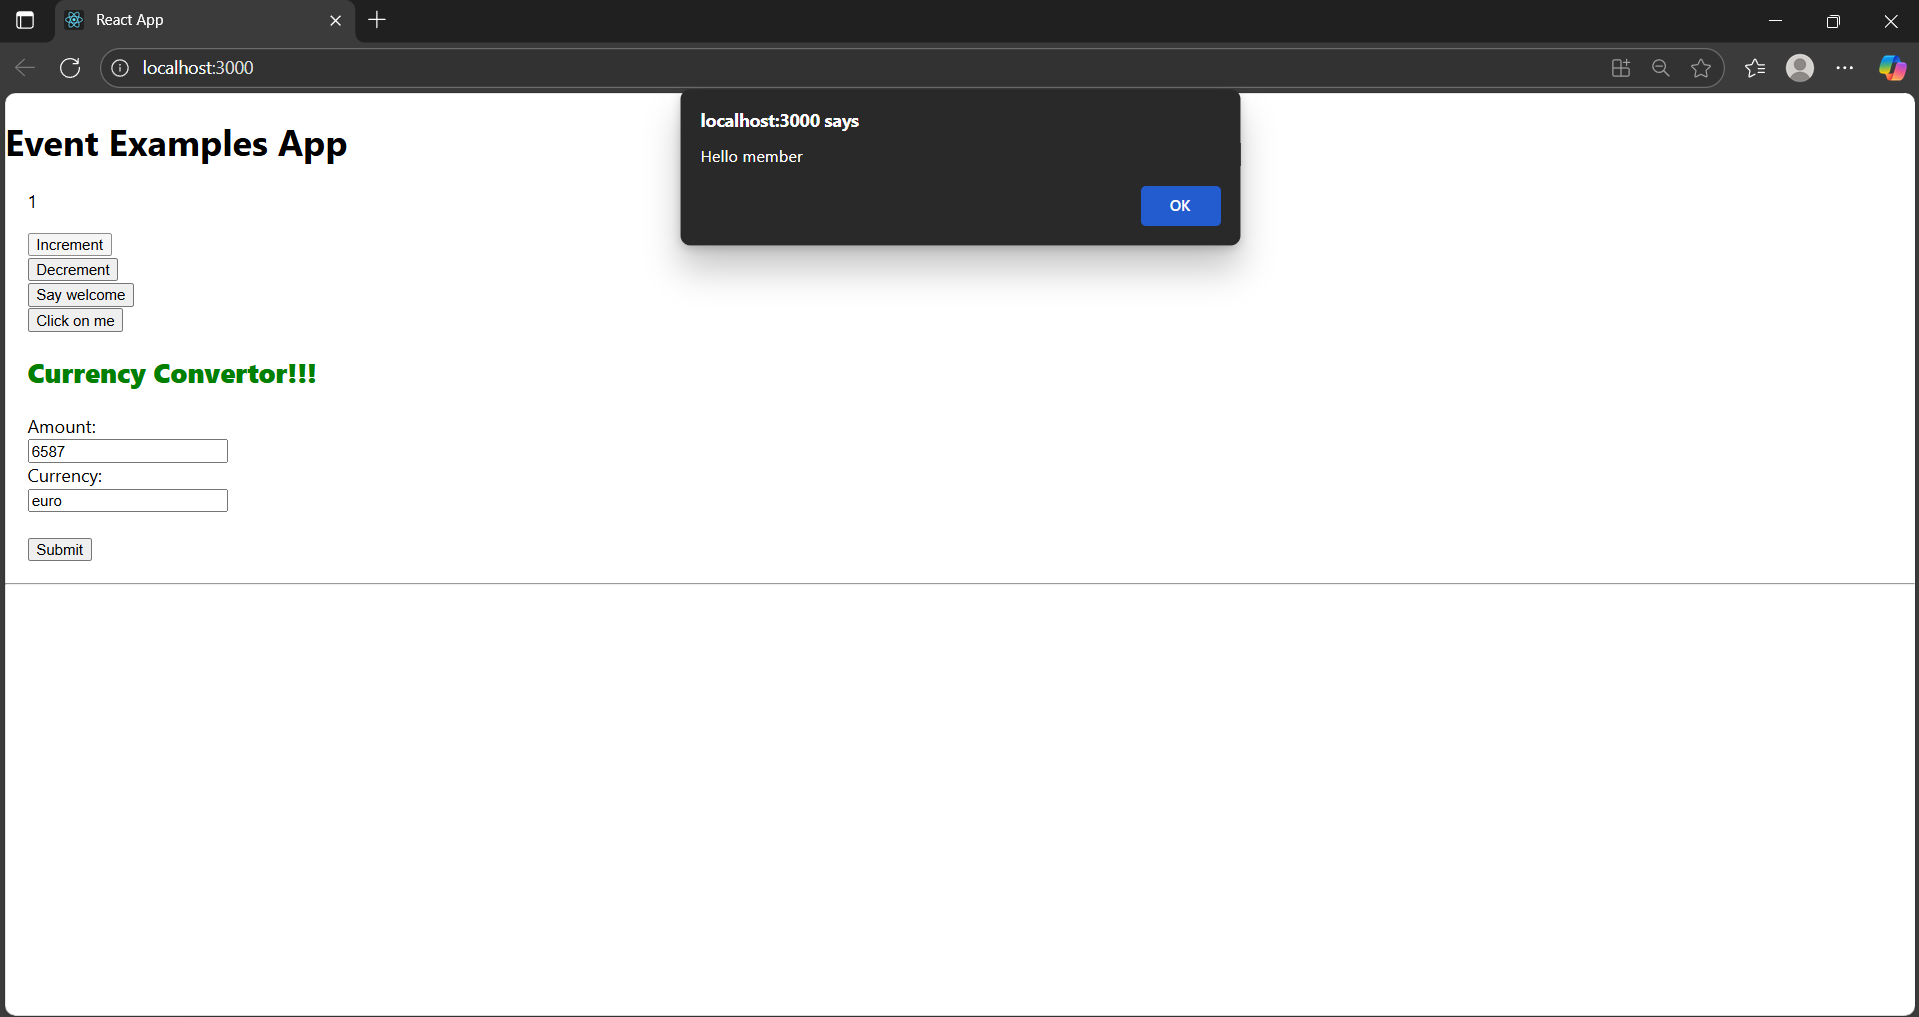 React App
localhost:3000
localhost:3000 says
Hello member
OK
Event Examples App
1
Increment
Decrement
Say welcome
Click on me
Currency Convertor!!!
Amount:
6587
Currency:
euro
Submit